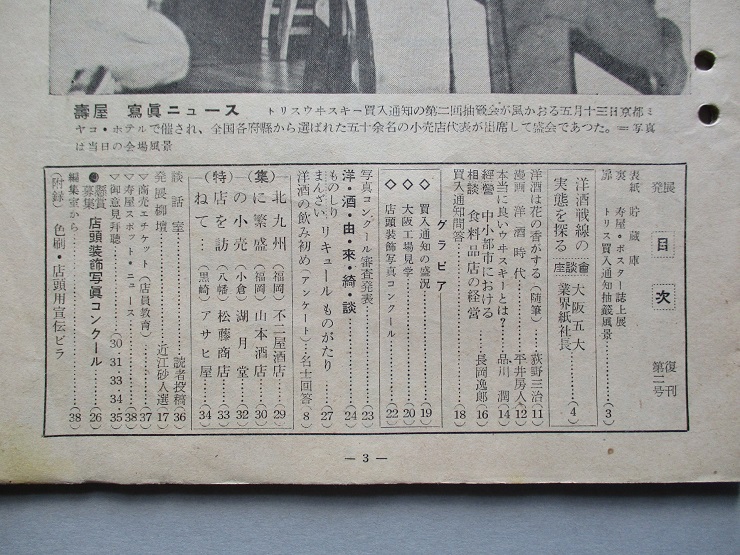 壽屋 寫眞ニュース
トリスウヰスキー買入通知の第二回抽籤会が風かおる五月十三日京都ミ
ヤコ・ホテルで催され、全国各府縣から選ばれた五十余名の小売店代表が出席して盛会であつた。＝写真
は当日の会場風景
発展 目次 復刊第二号
表紙 貯蔵庫
裏 寿屋・ポスター誌上展
扉 トリス買入通知抽籤風景……(3)
洋酒戦線の実態を探る 座談會 大阪五大業界紙社長…(4)
洋酒は花の香がする(随筆)…荻野三治(11)
漫画 洋酒時代…平井房人(12)
本当に良いウヰスキーとは?…品川潤(14)
経營相談 中小都市における食料品店の経営…長岡逸郎(16)
買入通知問答…(18)
グラビア
◇ 買入通知の盛況…(19)
◇ 大阪工場見学…(20)
◇ 店頭装飾写真コンクール…(22)
写真コンクール審査発表…(23)
洋・酒・由・来・綺・談…(24)
ものしりまんざい リキュールものがたり…(27)
洋酒の飲み初め(アンケート)…名士回答(8)
(特集) 北九州に繁盛の小売店を訪ねて…
(福岡) 不二屋酒店…(29)
(福岡) 山本酒店…(30)
(小倉) 湖月堂…(32)
(八幡) 松藤商店…(33)
(黒崎) アサヒ屋…(34)
談話室…読者投稿(36)
発展柳壇…近江砂人選(17)
▽商売エチケット(店員教育)…(37)
▽寿屋スポット・ニュース…(38)
▽御意見拝聴…(30 31 33 34 35)
●懸賞募集 店頭装飾写眞コンクール…(26)
編集室から…(38)
(附録) 色刷・店頭用宣伝ビラ
— 3 —